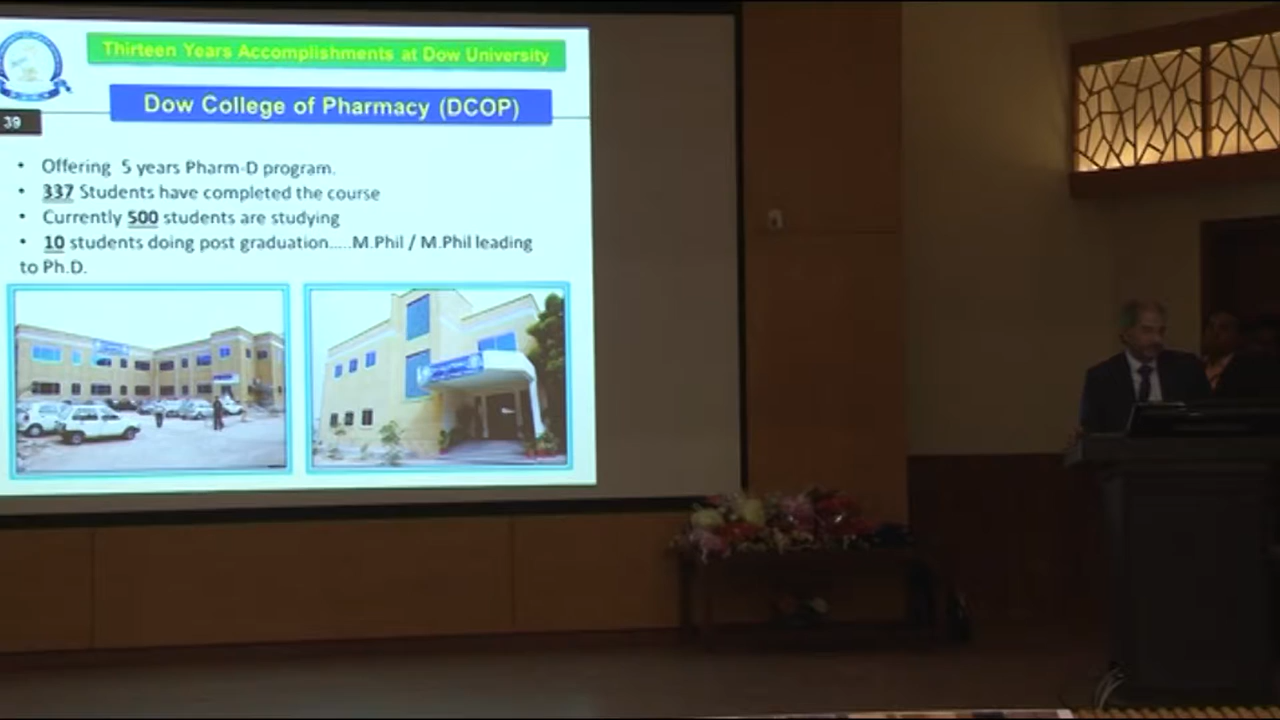 Thirteen Years Accomplishments at Dow University
Dow College of Pharmacy (DCOP)
39
• Offering 5 years Pharm-D program.
• 337 Students have completed the course
• Currently 500 students are studying
• 10 students doing post graduation.....M.Phil / M.Phil leading
to Ph.D.